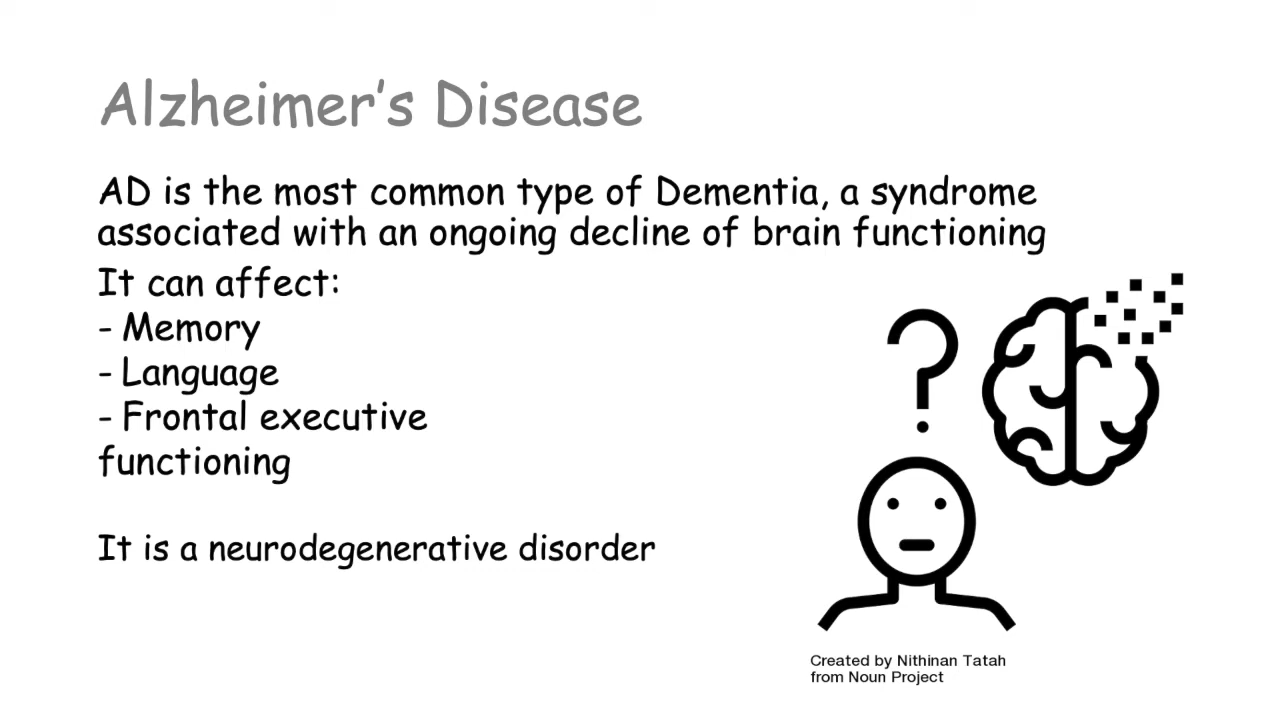 Alzheimer’s Disease
AD is the most common type of Dementia, a syndrome
associated with an ongoing decline of brain functioning
It can affect:
- Memory
- Language
- Frontal executive
functioning
It is a neurodegenerative disorder
?
Created by Nithinan Tatah
from Noun Project